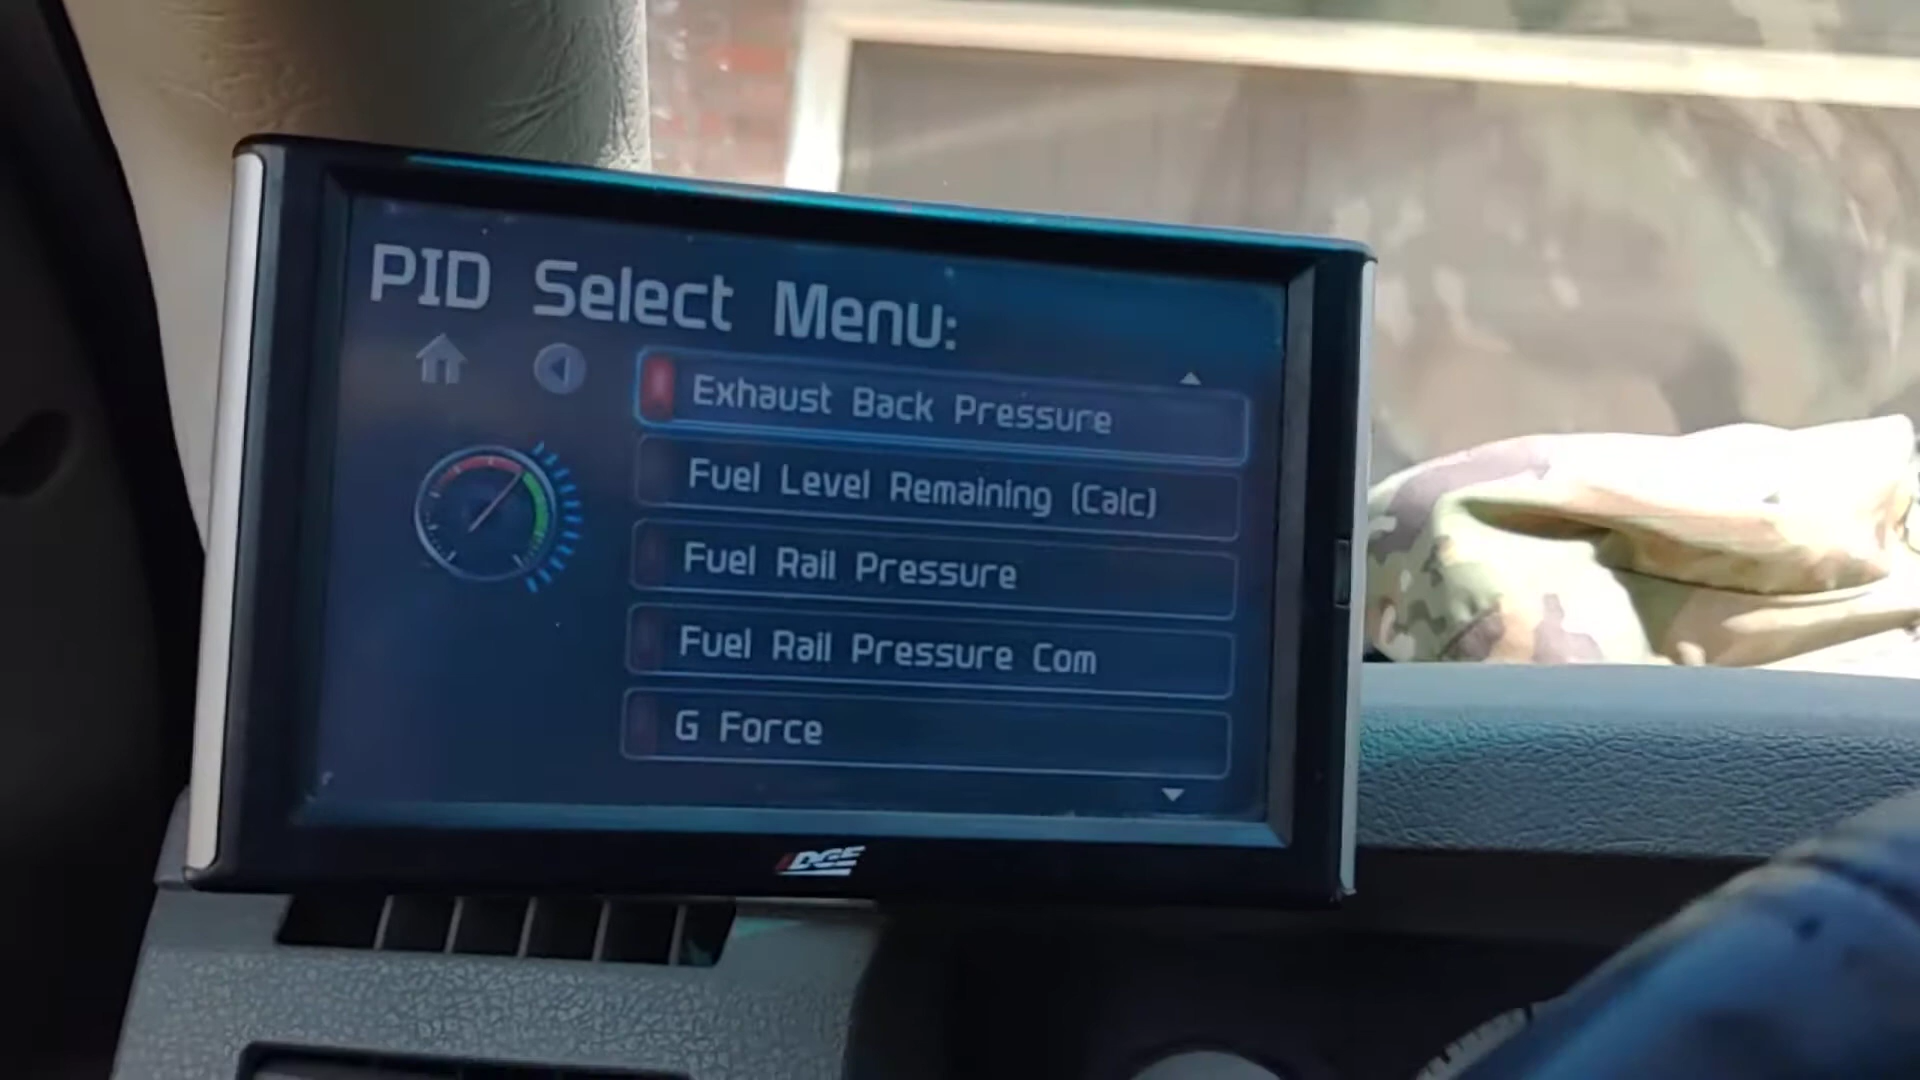 PID Select Menu:
Exhaust Back Pressure
Fuel Level Remaining (Calc)
Fuel Rail Pressure
Fuel Rail Pressure Com
G Force
EDGE